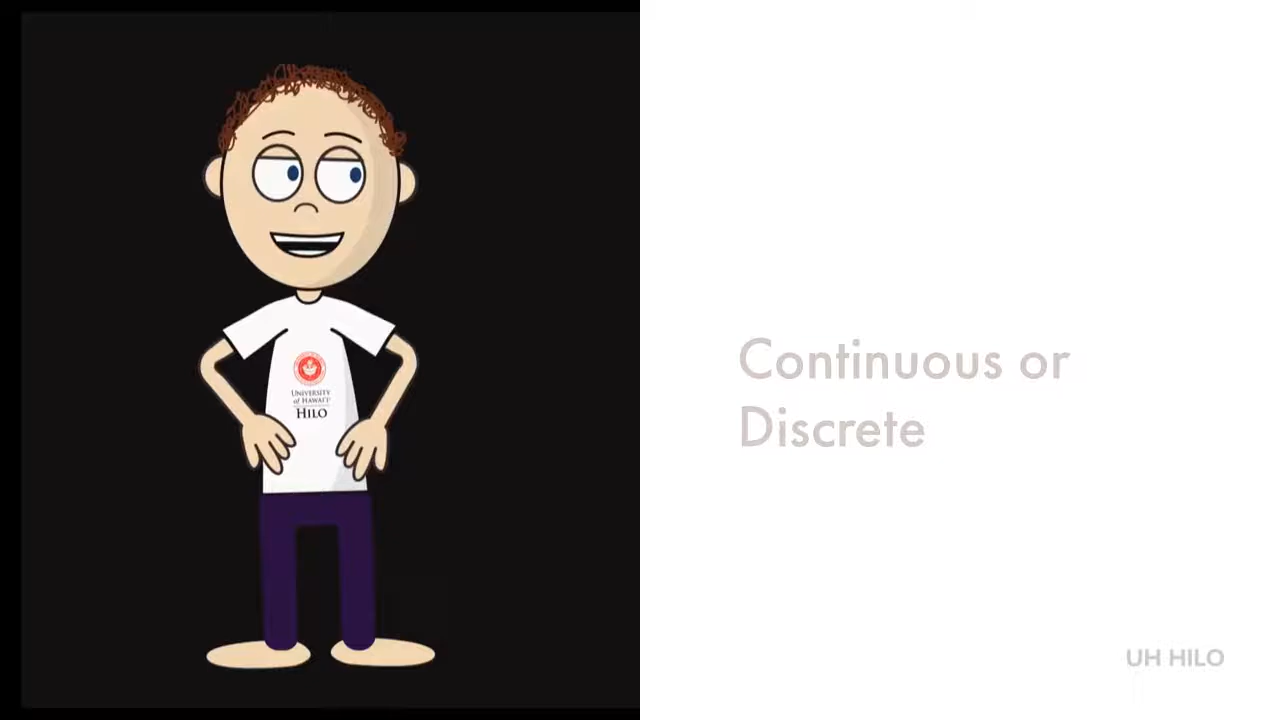 UNIVERSITY
of HAWAI‘I
HILO
Continuous or
Discrete
UH HILO